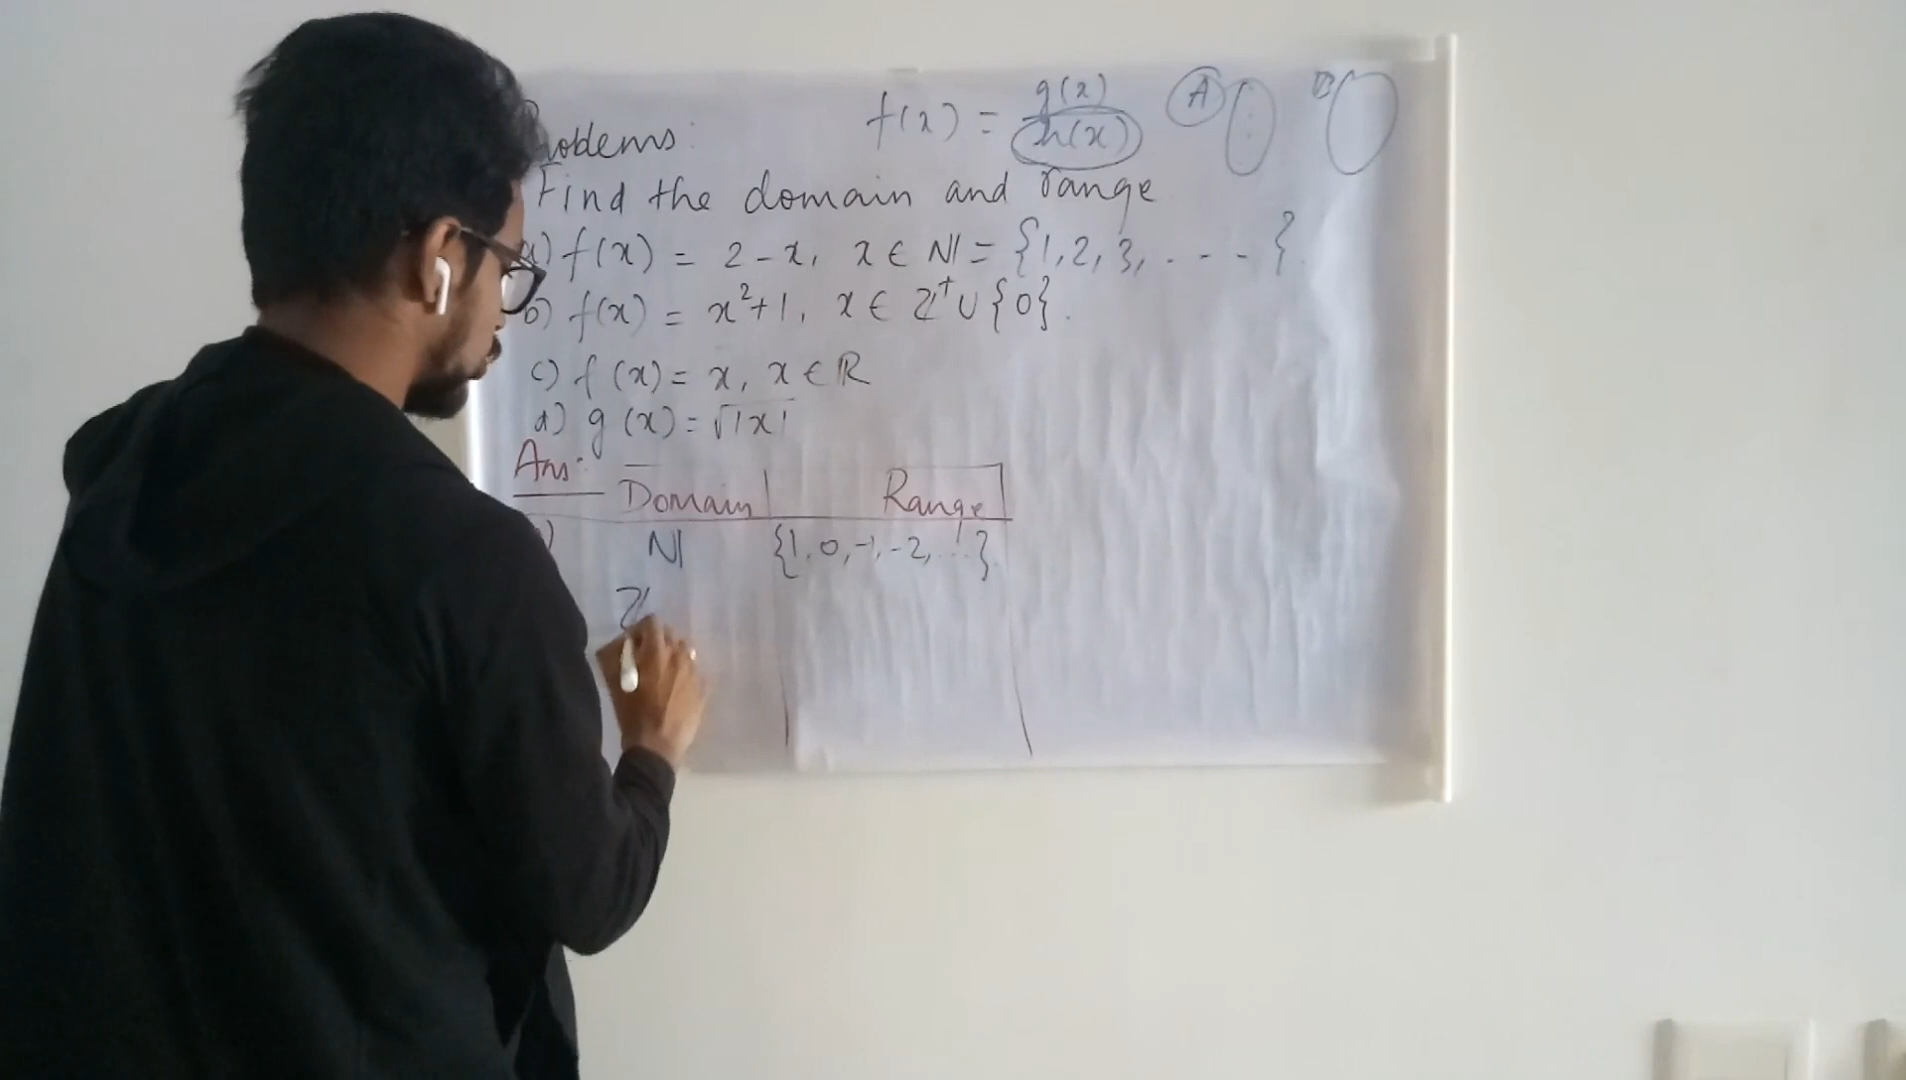 f(x) = g(x)/h(x) A B
Problems:
Find the domain and range
a) f(x) = 2 - x, x ∈ ℕ = {1, 2, 3, . - - - }.
b) f(x) = x²+1, x ∈ ℤ⁺ ∪ {0}.
c) f(x) = x, x ∈ ℝ
d) g(x) = √|x|
Ans:
Domain Range
a) ℕ {1, 0, -1, -2, ...}.
ℤ